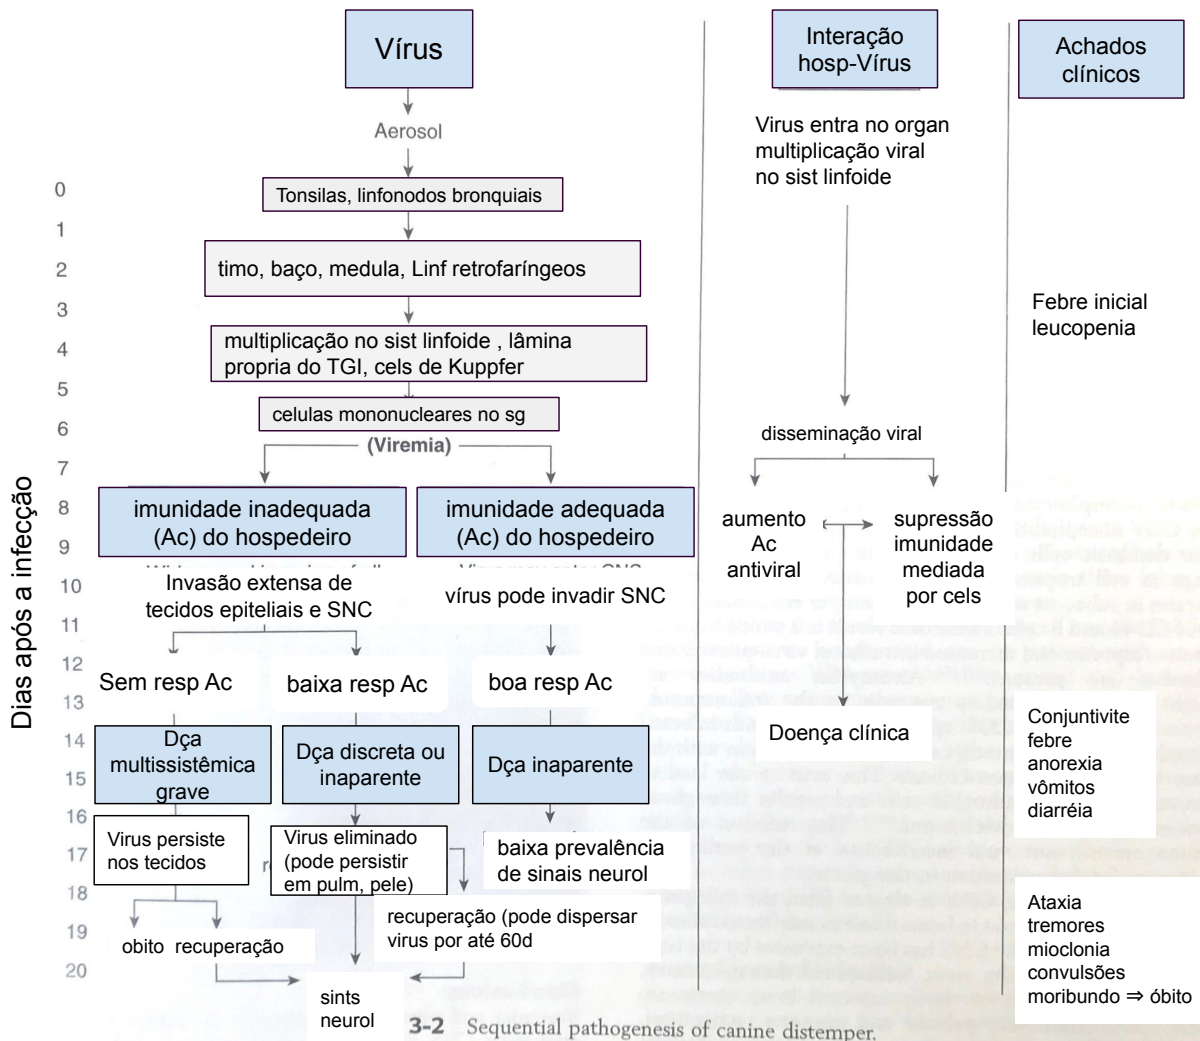 Vírus
Interação
hosp-Vírus
Achados
clínicos
Aerosol
Virus entra no organ
multiplicação viral
no sist linfoide
Dias após a infecção
0
1
2
3
4
5
6
7
8
9
10
11
12
13
14
15
16
17
18
19
20
Tonsilas, linfonodos bronquiais
timo, baço, medula, Linf retrofaríngeos
multiplicação no sist linfoide , lâmina
propria do TGI, cels de Kuppfer
celulas mononucleares no sg
(Viremia)
imunidade inadequada
(Ac) do hospedeiro
imunidade adequada
(Ac) do hospedeiro
Invasão extensa de
tecidos epiteliais e SNC
vírus pode invadir SNC
Sem resp Ac
baixa resp Ac
boa resp Ac
Dça
multissistêmica
grave
Dça discreta ou
inaparente
Dça inaparente
Virus persiste
nos tecidos
Virus eliminado
(pode persistir
em pulm, pele)
baixa prevalência
de sinais neurol
obito
recuperação
recuperação (pode dispersar
virus por até 60d
sints
neurol
disseminação viral
aumento
Ac
antiviral
supressão
imunidade
mediada
por cels
Doença clínica
Febre inicial
leucopenia
Conjuntivite
febre
anorexia
vômitos
diarréia
Ataxia
tremores
mioclonia
convulsões
moribundo ⇒ óbito
3-2 Sequential pathogenesis of canine distemper.